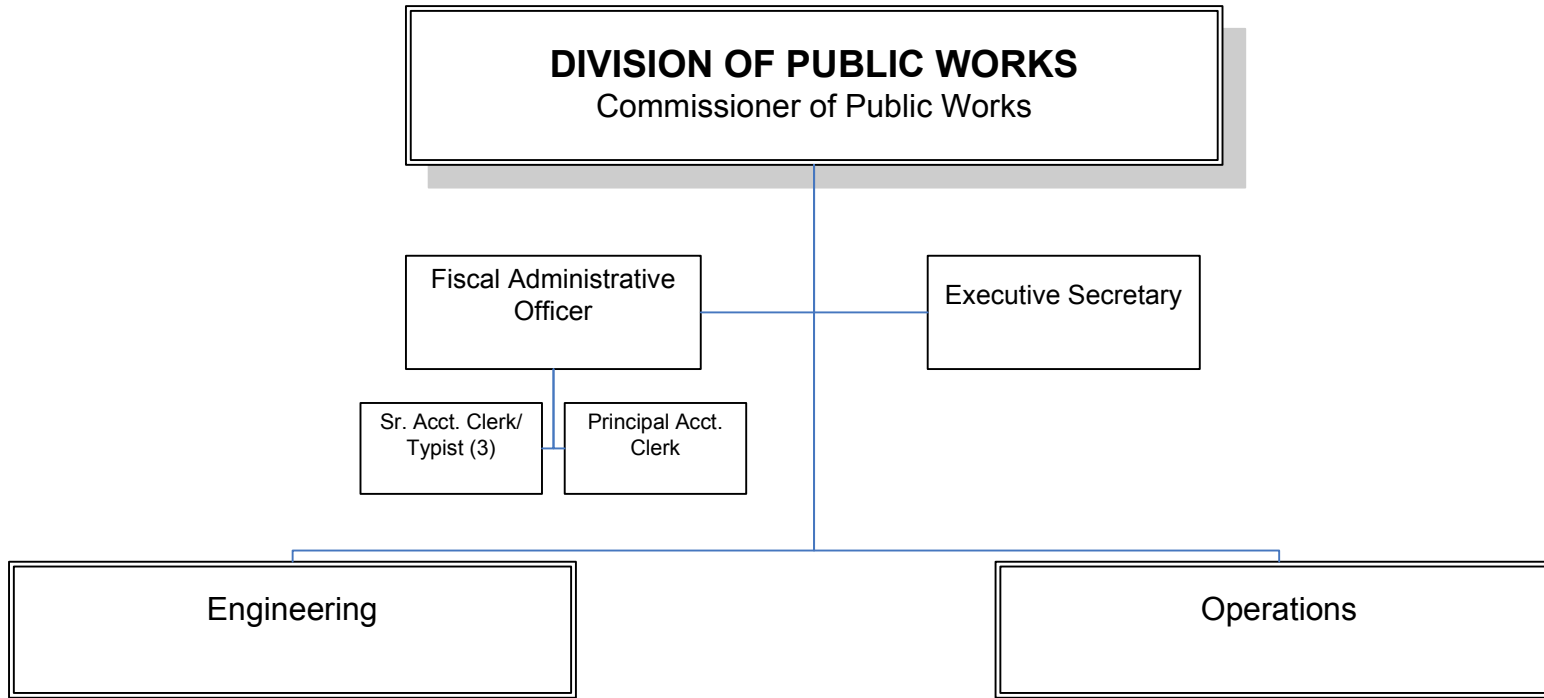 DIVISION OF PUBLIC WORKS
Commissioner of Public Works
Fiscal Administrative
Officer
Executive Secretary
Sr. Acct. Clerk/
Typist (3)
Principal Acct.
Clerk
Engineering
Operations